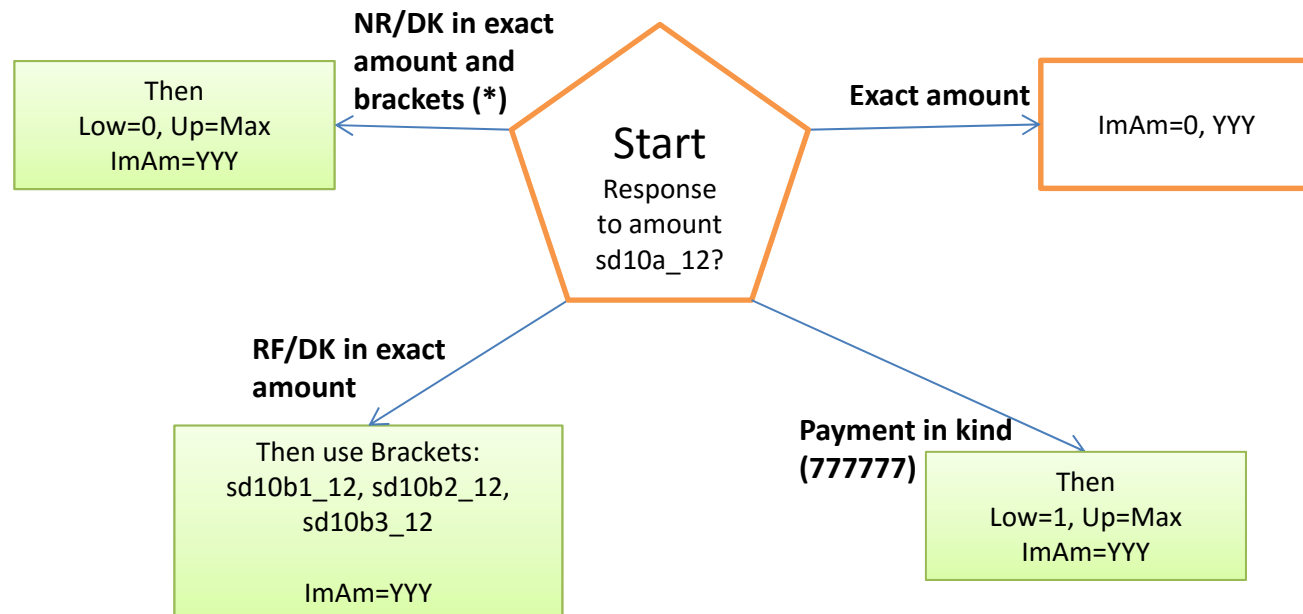 NR/DK in exact
amount and
brackets (*)
Then
Low=0, Up=Max
ImAm=YYY
Start
Response
to amount
sd10a_12?
Exact amount
ImAm=0, YYY
RF/DK in exact
amount
Then use Brackets:
sd10b1_12, sd10b2_12,
sd10b3_12
ImAm=YYY
Payment in kind
(777777)
Then
Low=1, Up=Max
ImAm=YYY